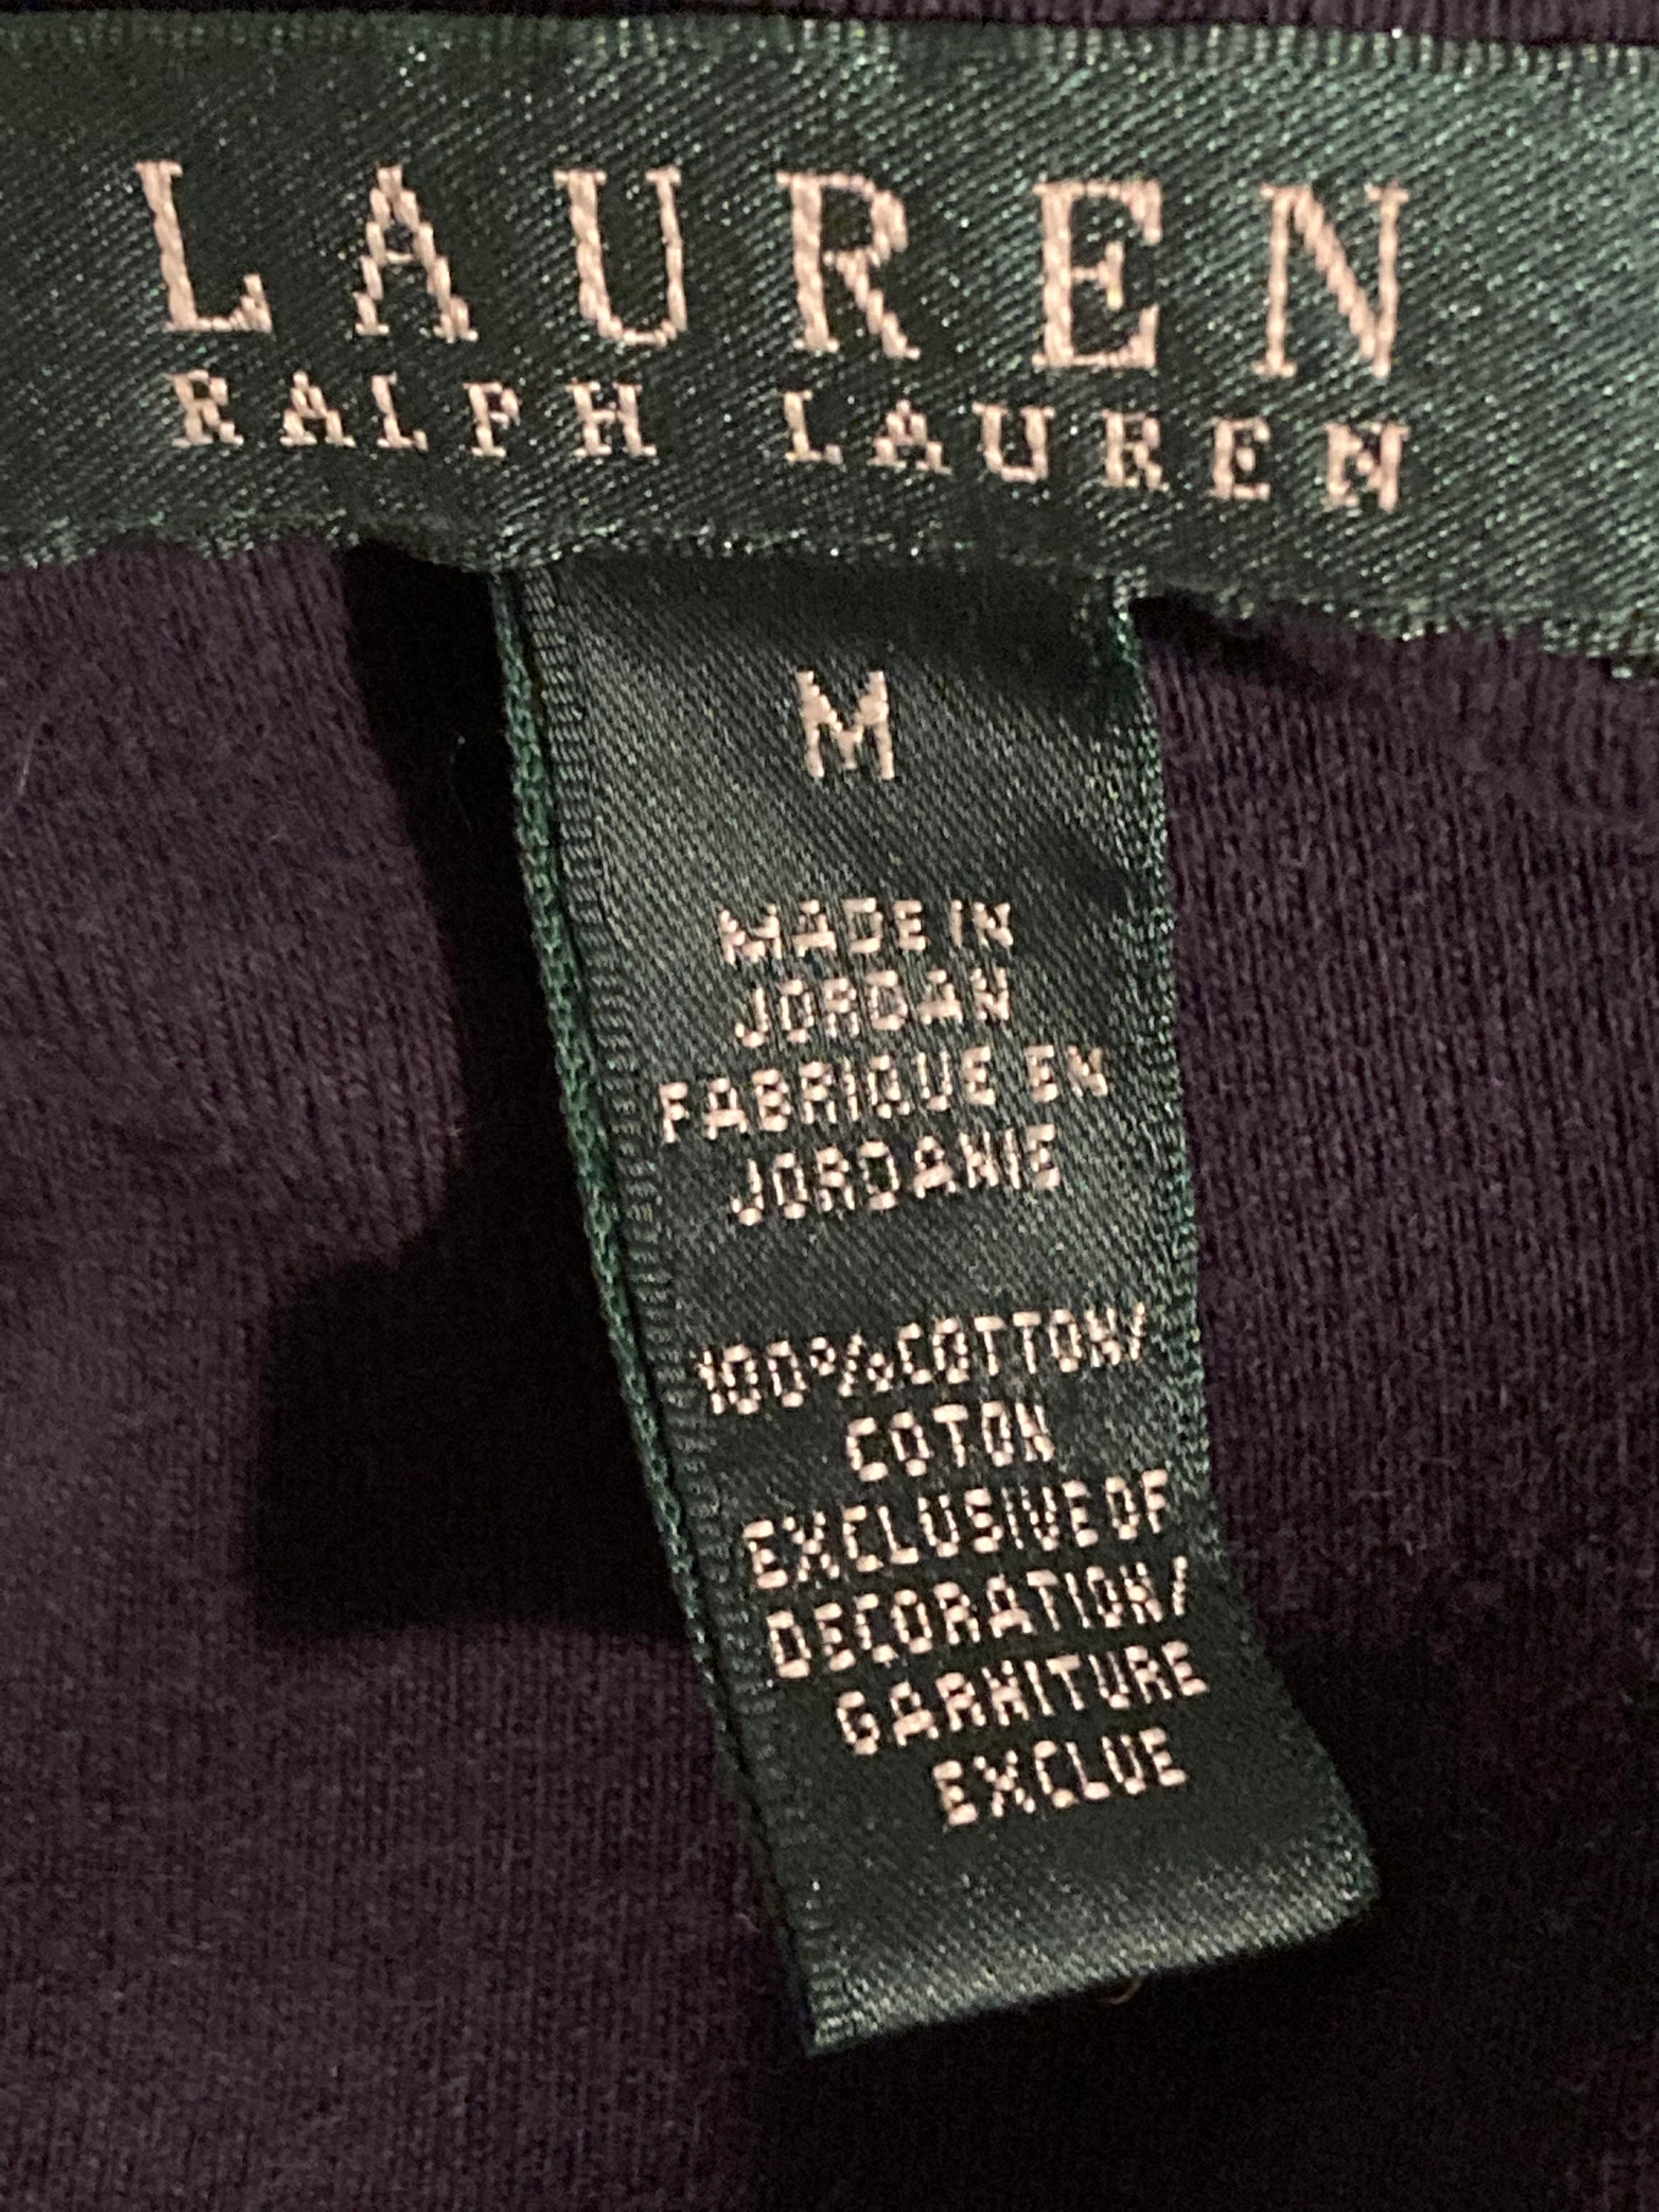 LAUREN
RALPH LAUREN
M
MADE IN
JORDAN
FABRIQUE EN
JORDANIE
100%COTTON/
COTON
EXCLUSIVE OF
DECORATION/
GARNITURE
EXCLUE